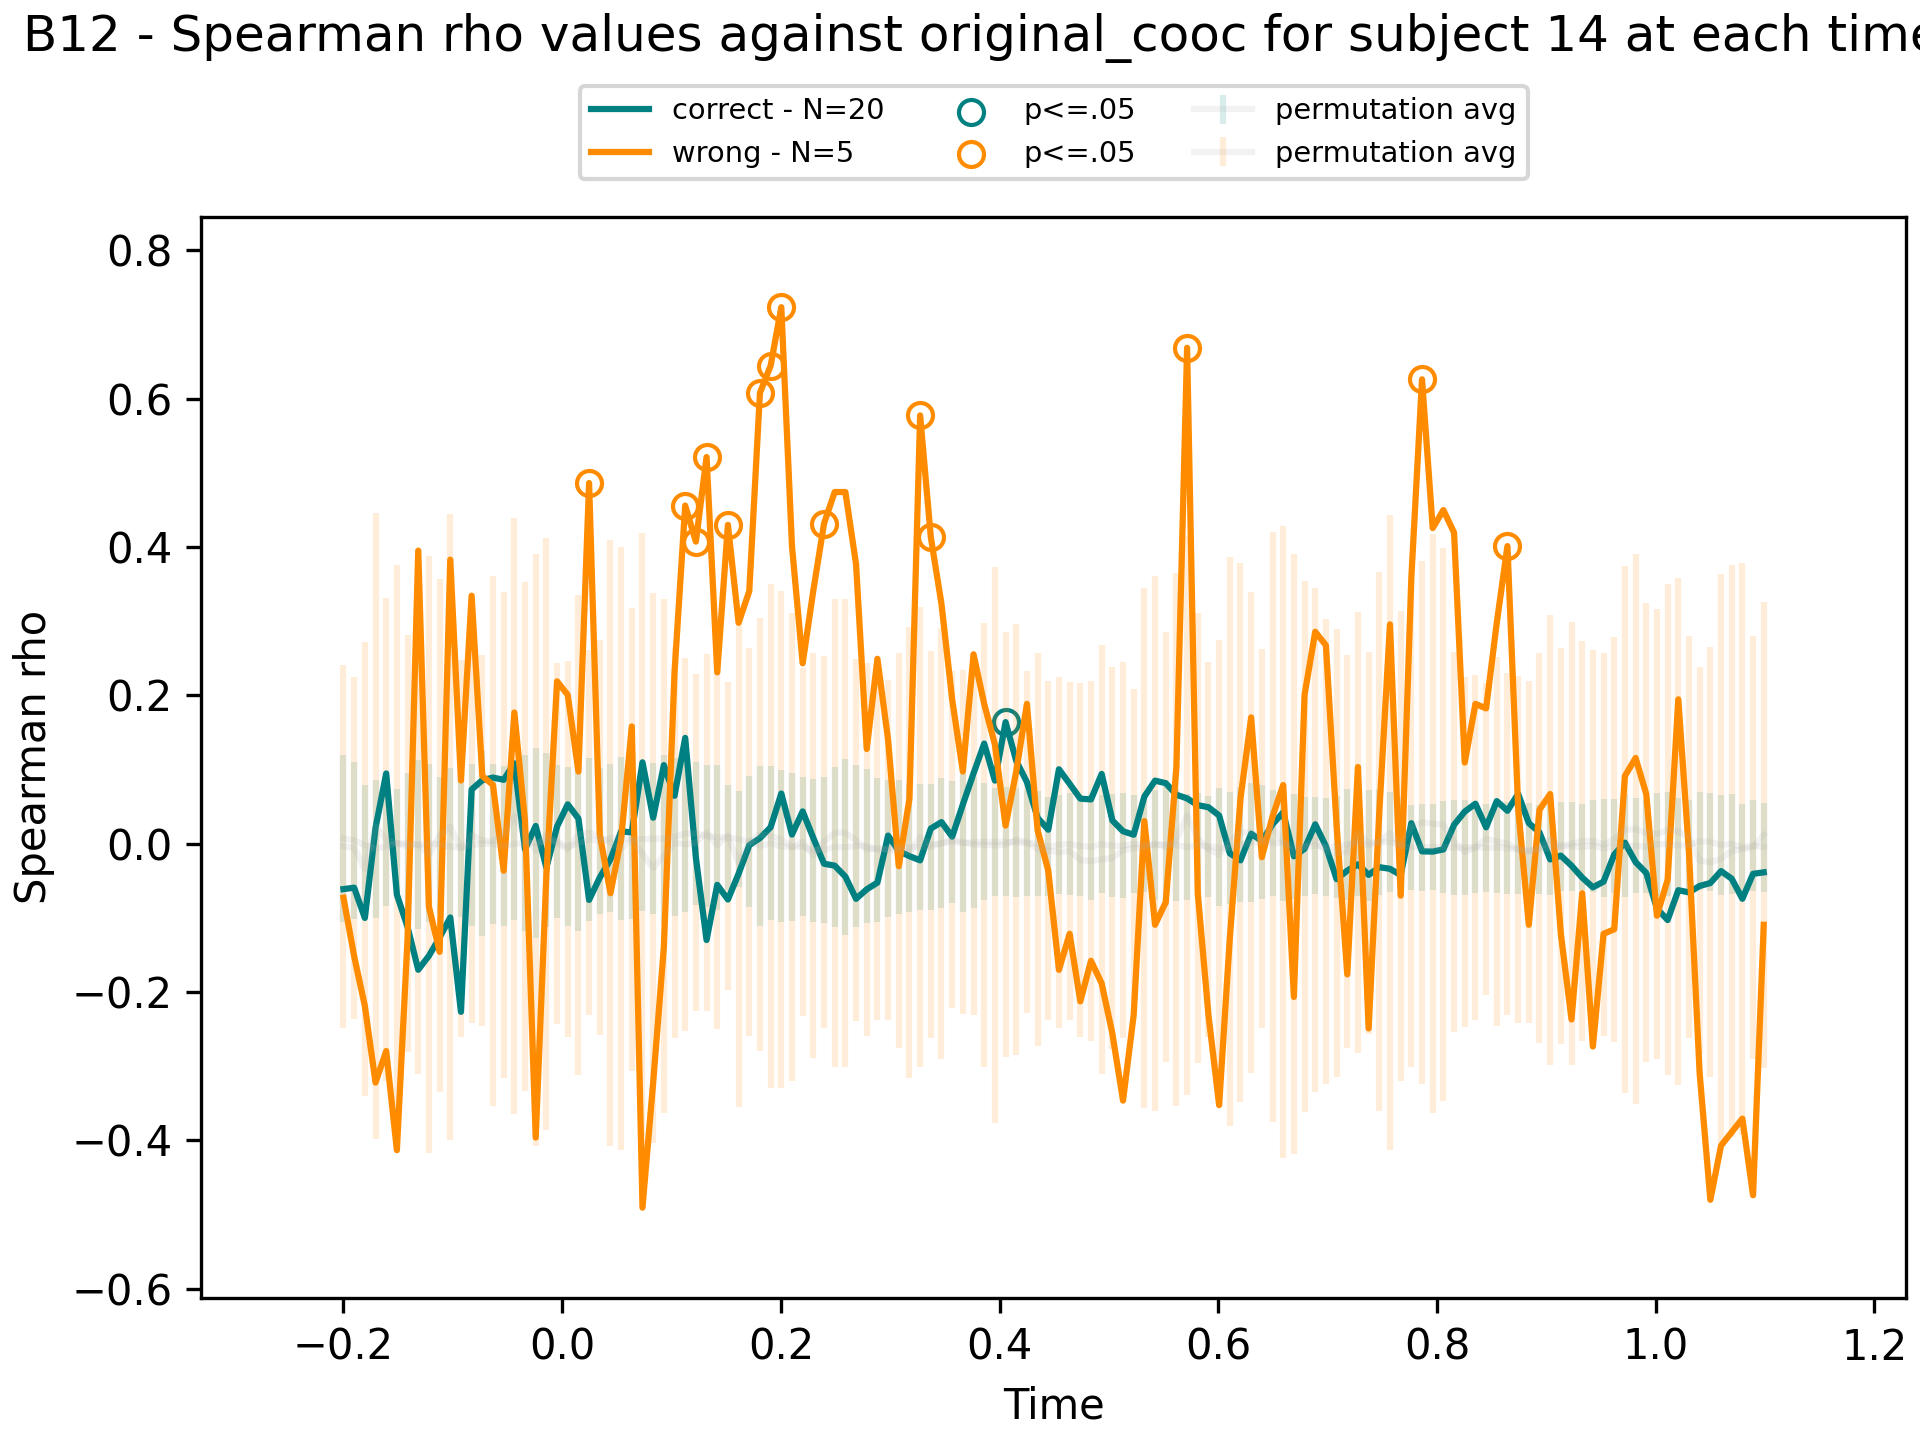 B12 - Spearman rho values against original_cooc for subject 14 at each time
correct - N=20
wrong - N=5
p<=.05
p<=.05
permutation avg
permutation avg
0.8
0.6
0.4
0.2
0.0
−0.2
−0.4
−0.6
Spearman rho
−0.2 0.0 0.2 0.4 0.6 0.8 1.0 1.2
Time